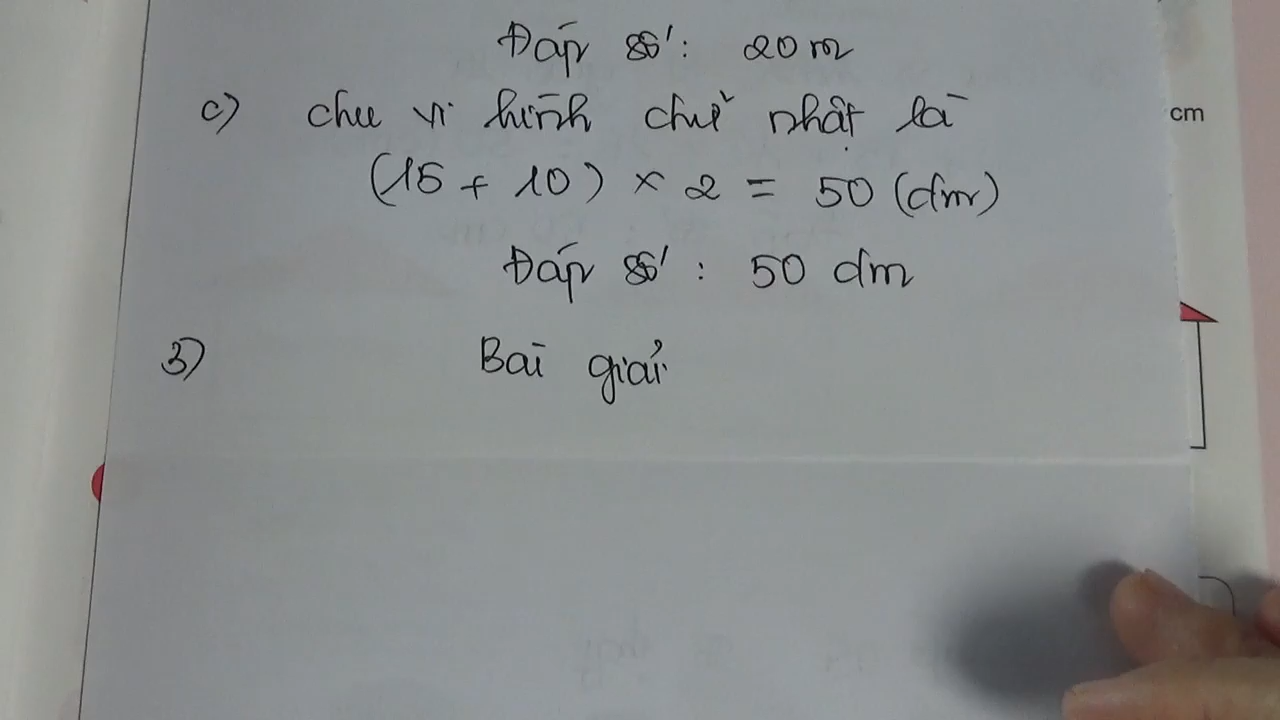 Đáp số: 20 m
c) chu vi hình chữ nhật là
cm
(15 + 10) × 2 = 50 (dm)
Đáp số: 50 dm
3) Bài giải